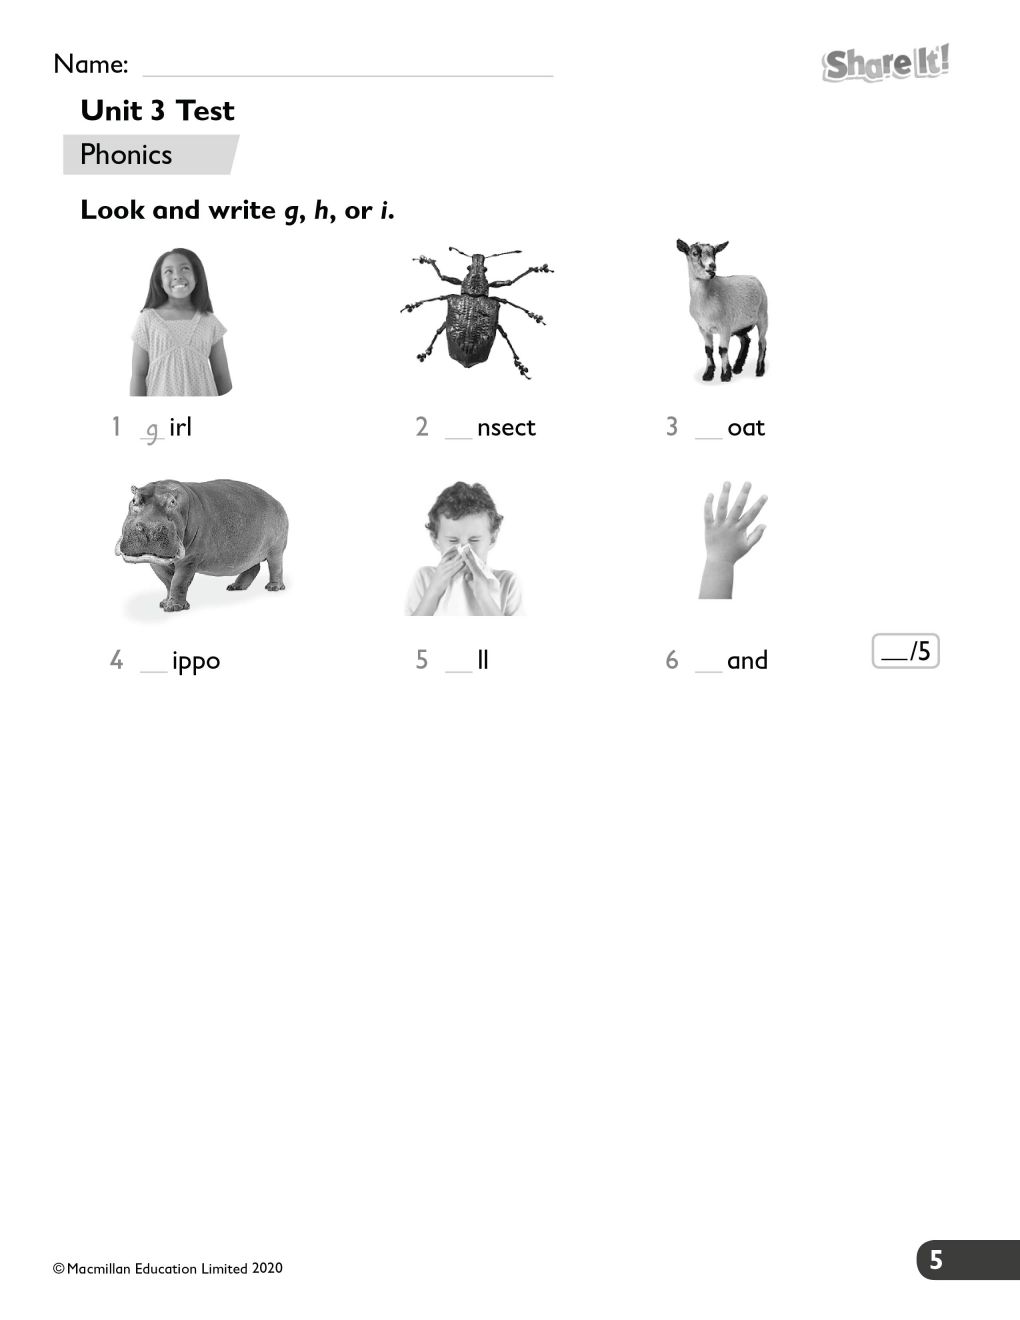 Name: ____
Share It!
Unit 3 Test
Phonics
Look and write g, h, or i.
1 g irl
2 __ nsect
3 __ oat
4 __ ippo
5 __ ll
6 __ and
__/5
© Macmillan Education Limited 2020
5